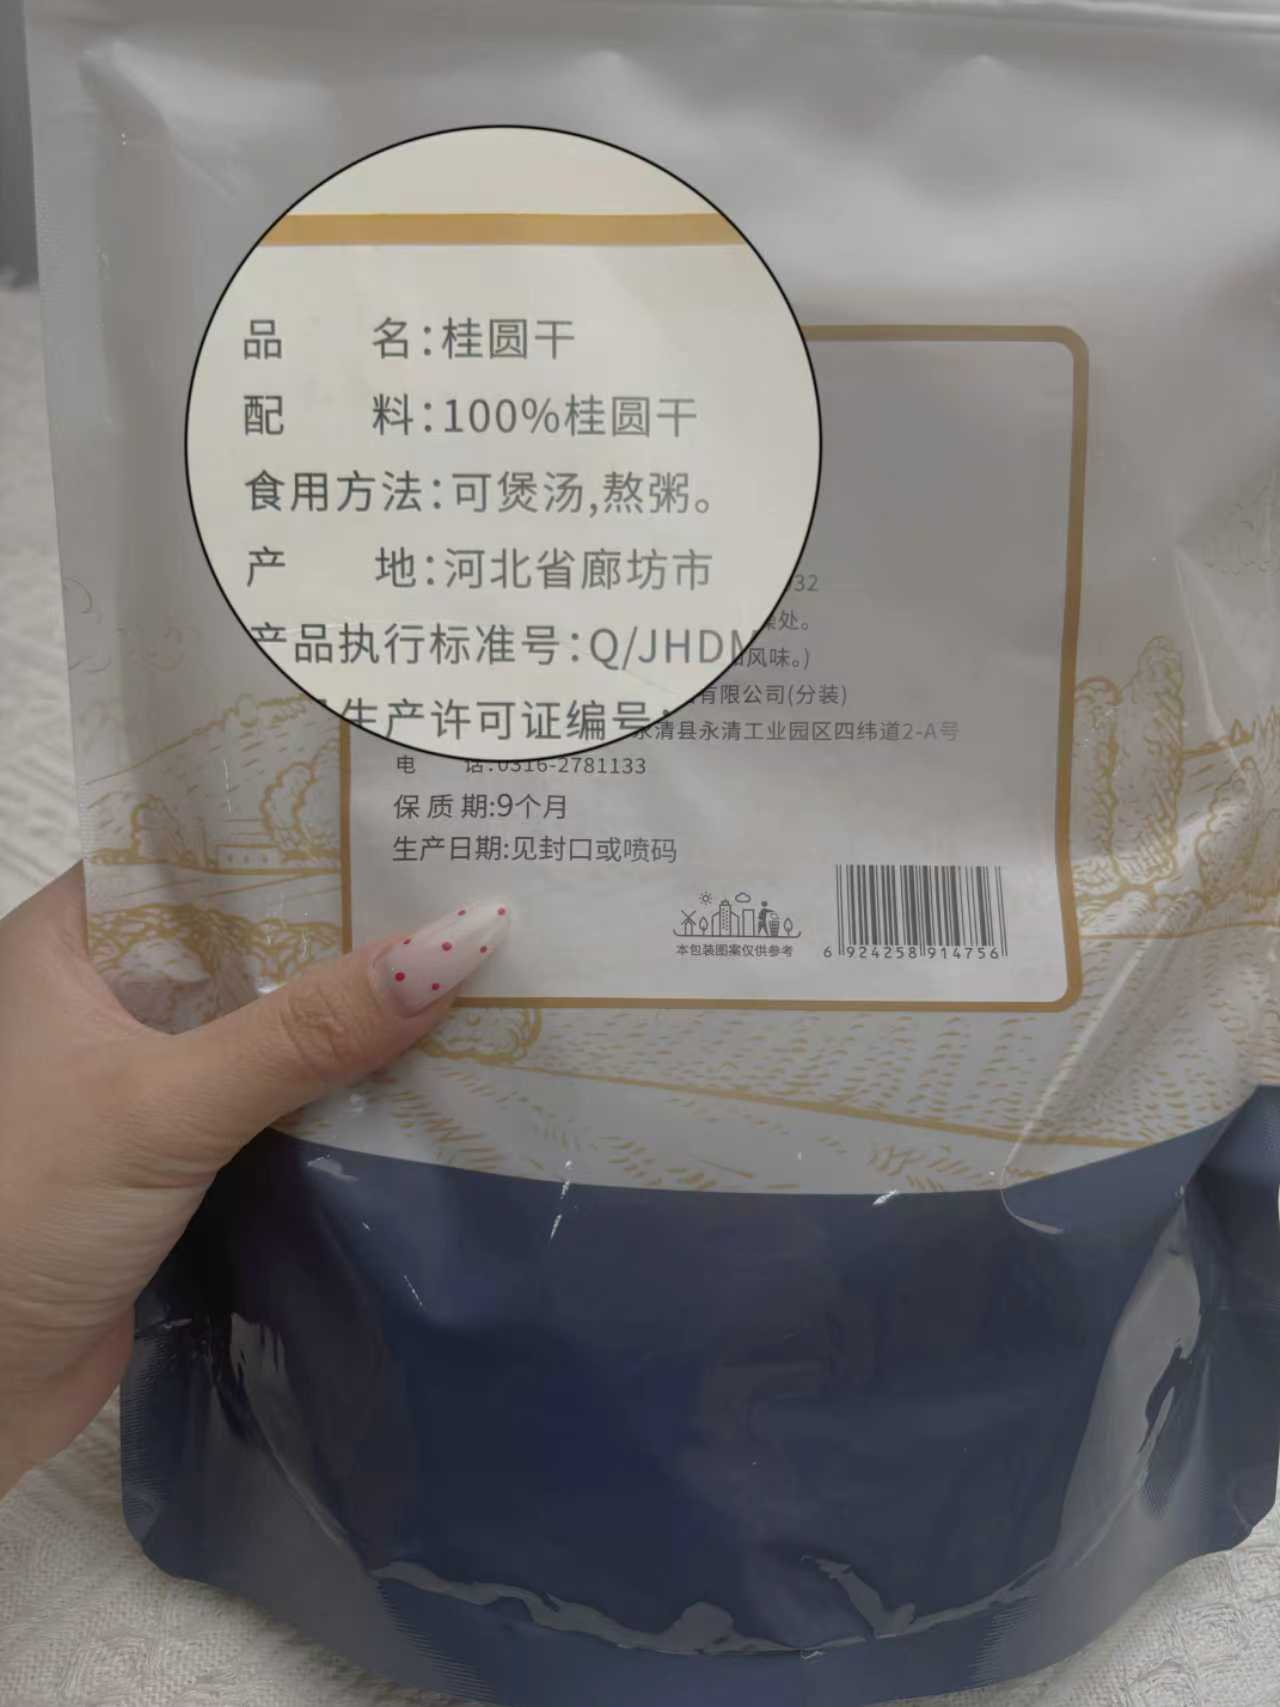 品 名:桂圆干
配 料:100%桂圆干
食用方法:可煲汤,熬粥。
产 地:河北省廊坊市
产品执行标准号:Q/JHDM
生产许可证编号:
32
燥处。
风味。)
有限公司(分装)
永清县永清工业园区四纬道2-A号
电 话:0316-2781133
保质期:9个月
生产日期:见封口或喷码
本包装图案仅供参考
6 924258 914756